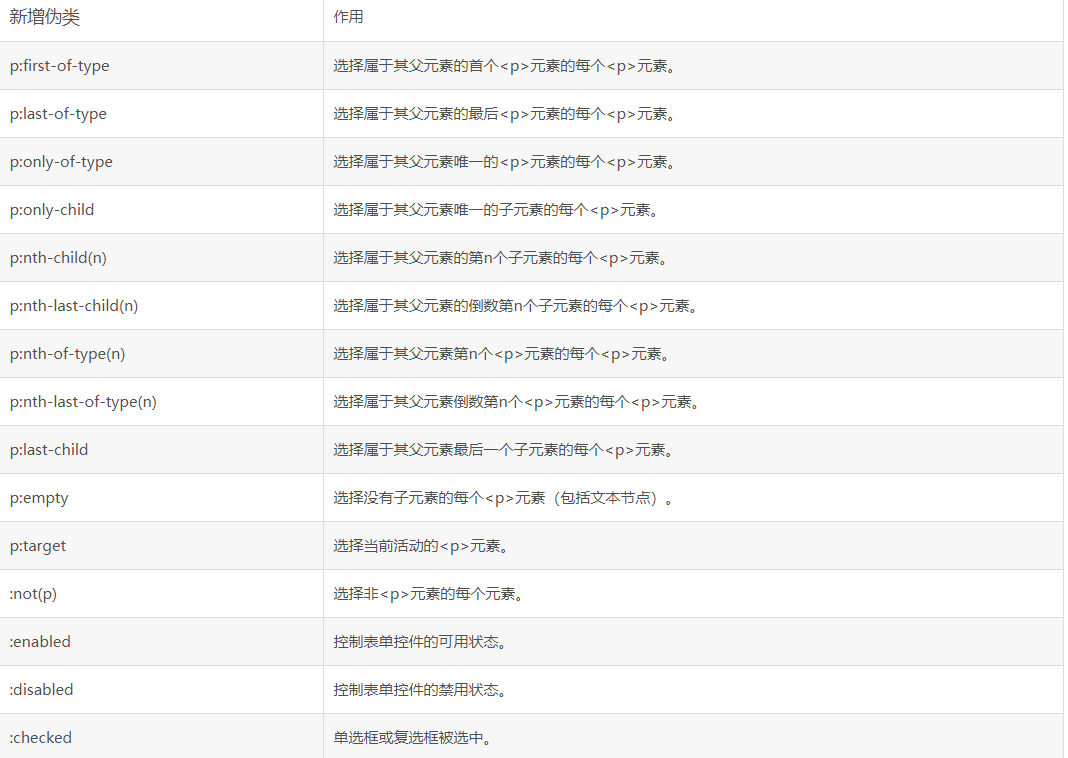 新增伪类 作用
p:first-of-type 选择属于其父元素的首个<p>元素的每个<p>元素。
p:last-of-type 选择属于其父元素的最后<p>元素的每个<p>元素。
p:only-of-type 选择属于其父元素唯一的<p>元素的每个<p>元素。
p:only-child 选择属于其父元素唯一的子元素的每个<p>元素。
p:nth-child(n) 选择属于其父元素的第n个子元素的每个<p>元素。
p:nth-last-child(n) 选择属于其父元素的倒数第n个子元素的每个<p>元素。
p:nth-of-type(n) 选择属于其父元素第n个<p>元素的每个<p>元素。
p:nth-last-of-type(n) 选择属于其父元素倒数第n个<p>元素的每个<p>元素。
p:last-child 选择属于其父元素最后一个子元素的每个<p>元素。
p:empty 选择没有子元素的每个<p>元素（包括文本节点）。
p:target 选择当前活动的<p>元素。
:not(p) 选择非<p>元素的每个元素。
:enabled 控制表单控件的可用状态。
:disabled 控制表单控件的禁用状态。
:checked 单选框或复选框被选中。